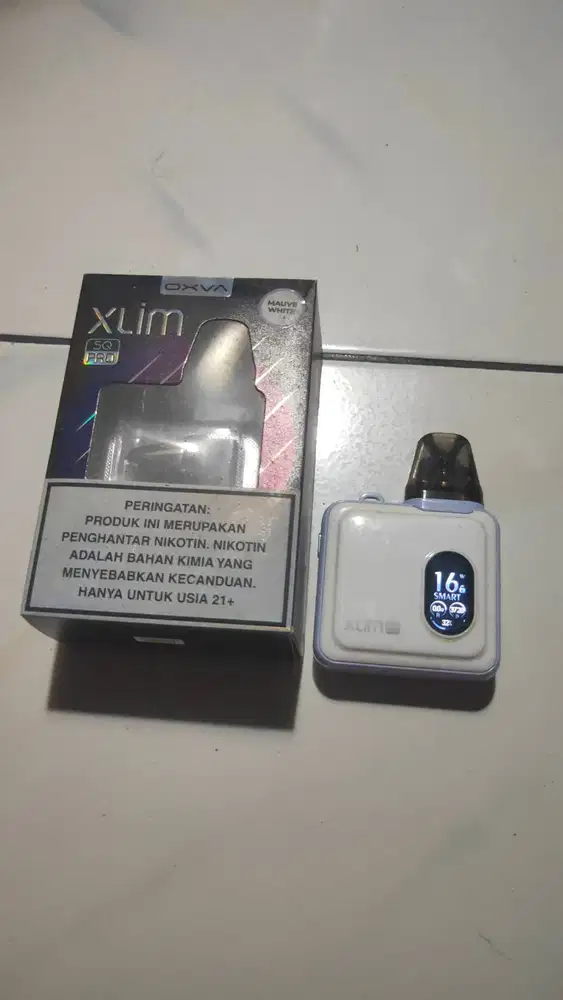 OXVA
XLIM
SQ
PRO
MAUVE
WHITE
PERINGATAN:
PRODUK INI MERUPAKAN
PENGHANTAR NIKOTIN. NIKOTIN
ADALAH BAHAN KIMIA YANG
MENYEBABKAN KECANDUAN.
HANYA UNTUK USIA 21+
16
SMART
32%
XLIM